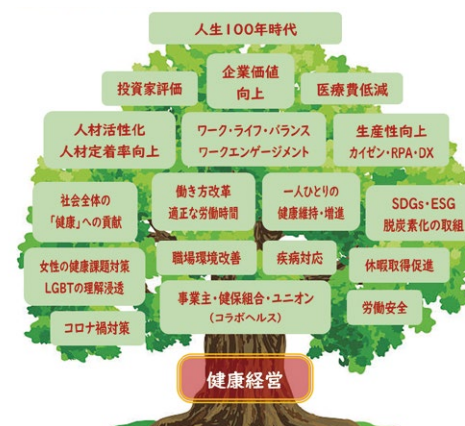 人生100年時代
投資家評価
企業価値
向上
医療費低減
人材活性化
人材定着率向上
ワーク・ライフ・バランス
ワークエンゲージメント
生産性向上
カイゼン・RPA・DX
社会全体の
「健康」への貢献
働き方改革
適正な労働時間
一人ひとりの
健康維持・増進
SDGs・ESG
脱炭素化の取組
女性の健康課題対策
LGBTの理解浸透
職場環境改善
疾病対応
休暇取得促進
事業主・健保組合・ユニオン
(コラボヘルス)
労働安全
コロナ禍対策
健康経営